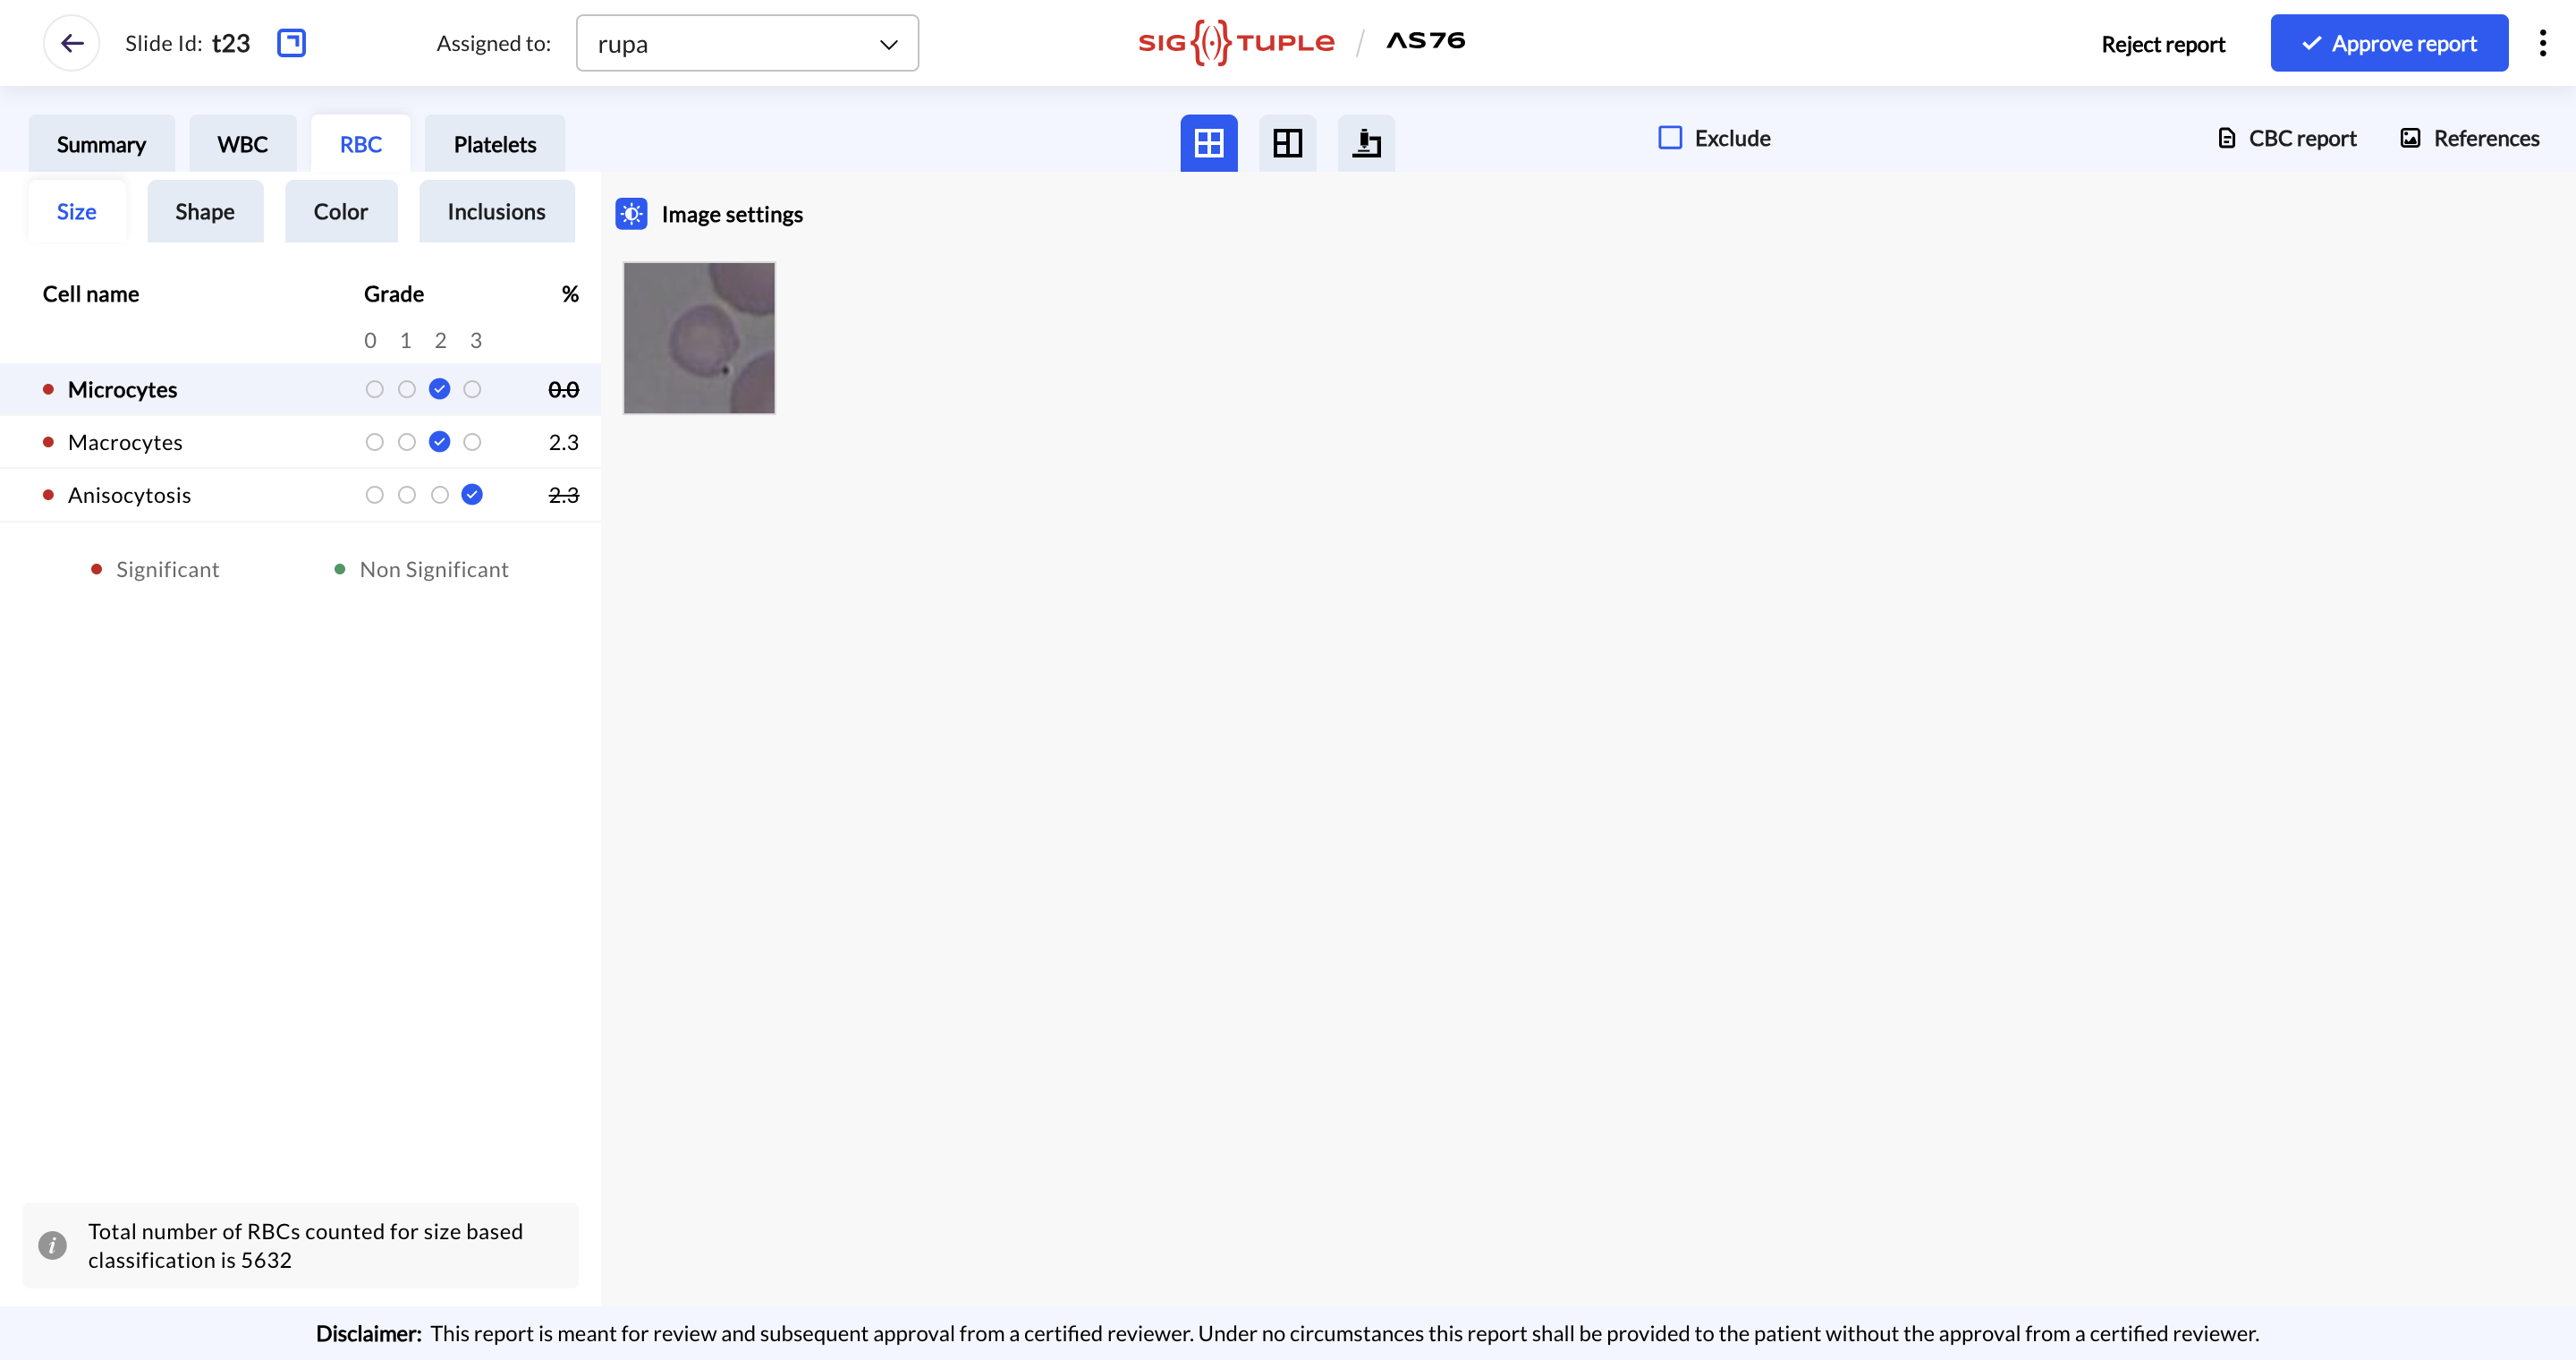 Slide Id: t23
Assigned to:
rupa
SIG{(·)}TUPLE / AS76
Reject report
Approve report
Summary
WBC
RBC
Platelets
Exclude
CBC report
References
Size
Shape
Color
Inclusions
Image settings
Cell name Grade %
0 1 2 3
Microcytes 0.0
Macrocytes 2.3
Anisocytosis 2.3
Significant
Non Significant
Total number of RBCs counted for size based
classification is 5632
Disclaimer: This report is meant for review and subsequent approval from a certified reviewer. Under no circumstances this report shall be provided to the patient without the approval from a certified reviewer.